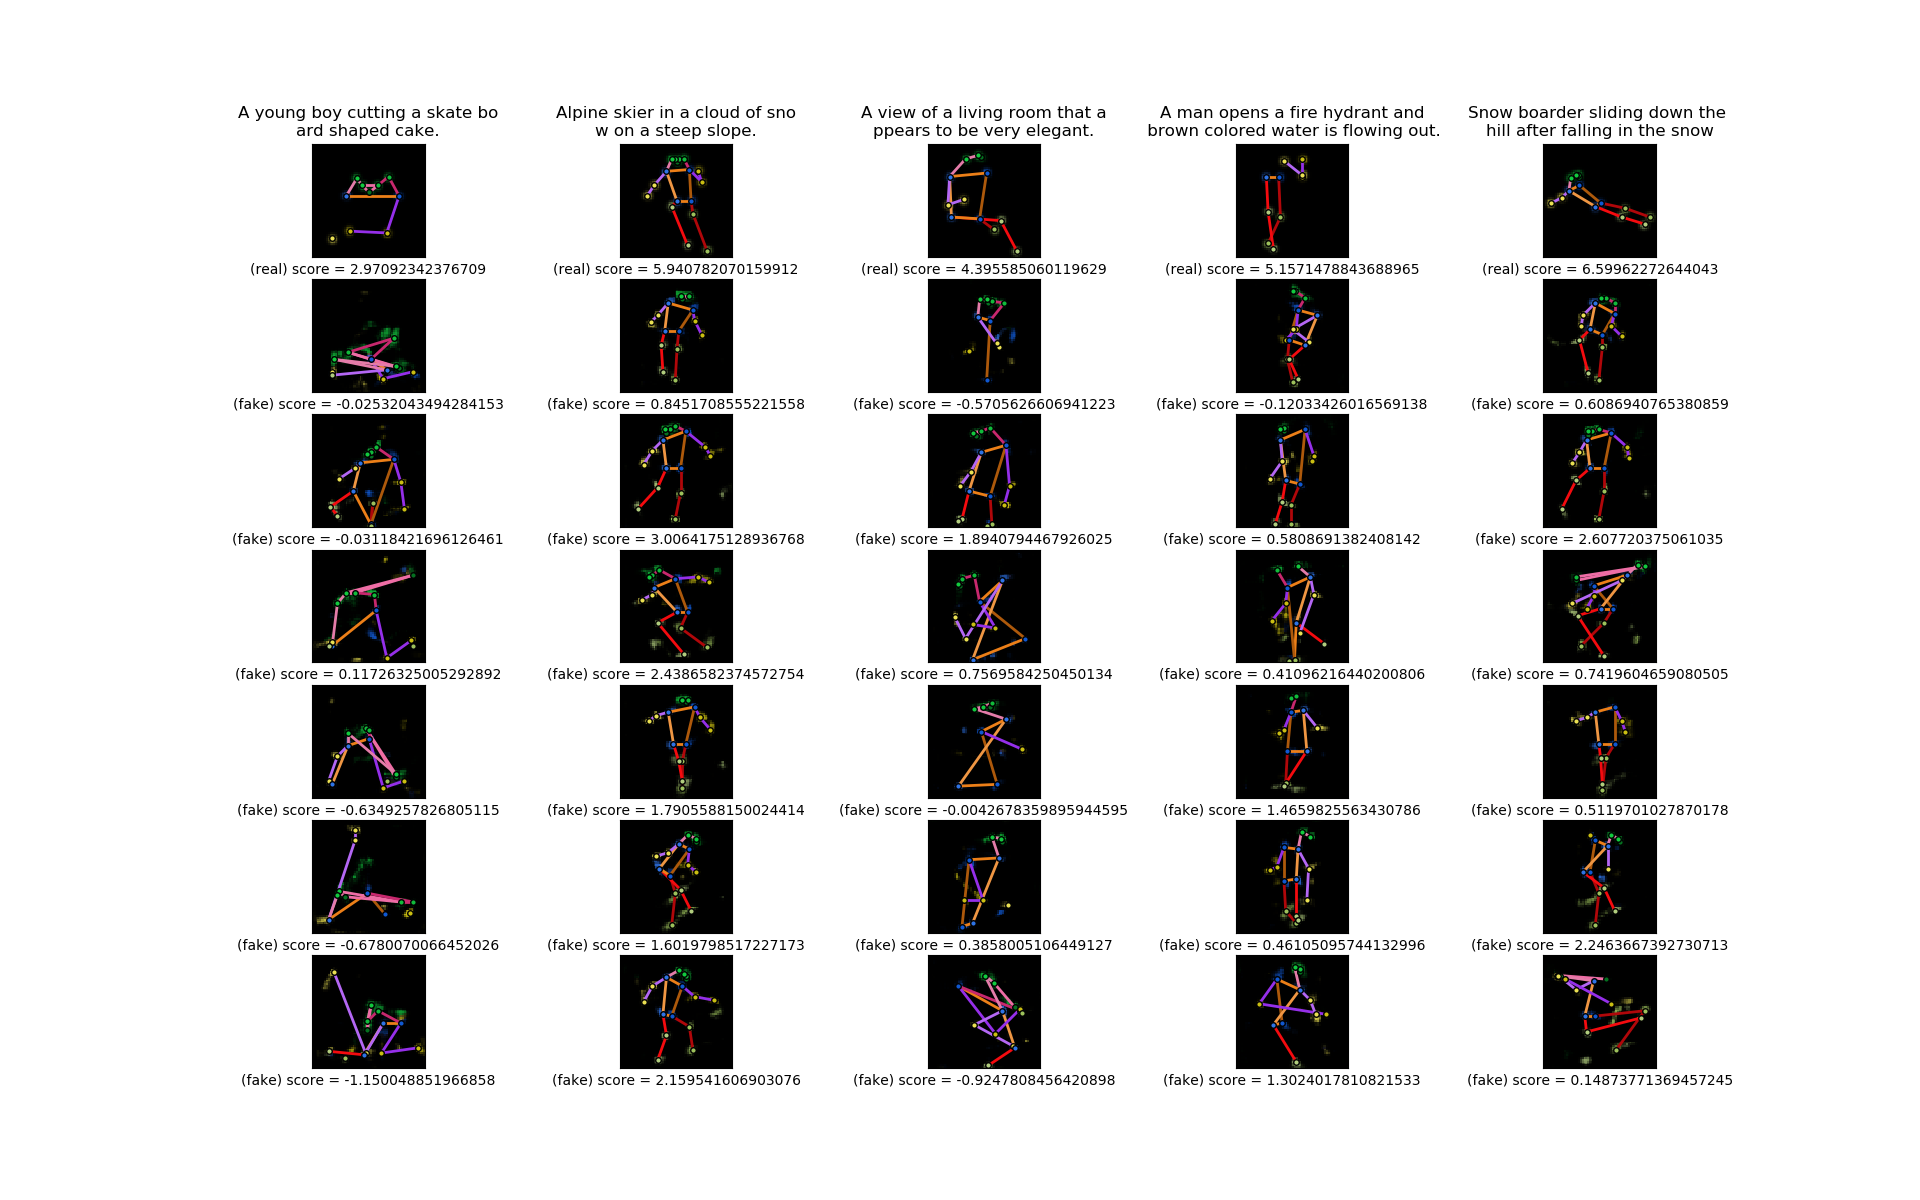 A young boy cutting a skate bo
ard shaped cake.
Alpine skier in a cloud of sno
w on a steep slope.
A view of a living room that a
ppears to be very elegant.
A man opens a fire hydrant and
brown colored water is flowing out.
Snow boarder sliding down the
hill after falling in the snow
(real) score = 2.97092342376709
(real) score = 5.940782070159912
(real) score = 4.395585060119629
(real) score = 5.1571478843688965
(real) score = 6.59962272644043
(fake) score = -0.02532043494284153
(fake) score = 0.8451708555221558
(fake) score = -0.5705626606941223
(fake) score = -0.12033426016569138
(fake) score = 0.6086940765380859
(fake) score = -0.03118421696126461
(fake) score = 3.0064175128936768
(fake) score = 1.8940794467926025
(fake) score = 0.5808691382408142
(fake) score = 2.607720375061035
(fake) score = 0.11726325005292892
(fake) score = 2.4386582374572754
(fake) score = 0.7569584250450134
(fake) score = 0.41096216440200806
(fake) score = 0.7419604659080505
(fake) score = -0.6349257826805115
(fake) score = 1.7905588150024414
(fake) score = -0.0042678359895944595
(fake) score = 1.4659825563430786
(fake) score = 0.5119701027870178
(fake) score = -0.6780070066452026
(fake) score = 1.6019798517227173
(fake) score = 0.3858005106449127
(fake) score = 0.46105095744132996
(fake) score = 2.2463667392730713
(fake) score = -1.150048851966858
(fake) score = 2.159541606903076
(fake) score = -0.9247808456420898
(fake) score = 1.3024017810821533
(fake) score = 0.14873771369457245